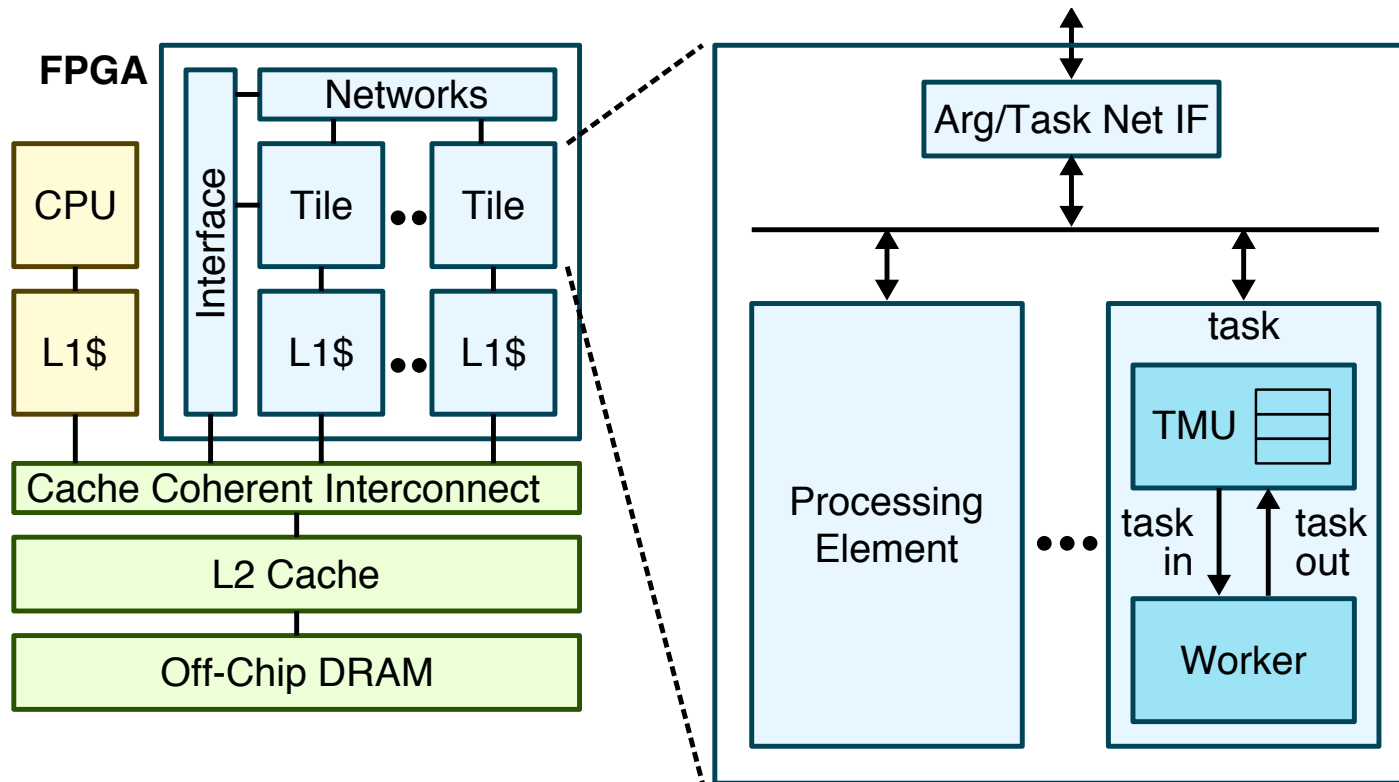 FPGA
Networks
Interface
CPU
Tile
Tile
L1$
L1$
L1$
Cache Coherent Interconnect
L2 Cache
Off-Chip DRAM
Arg/Task Net IF
Processing
Element
task
TMU
task
in
task
out
Worker